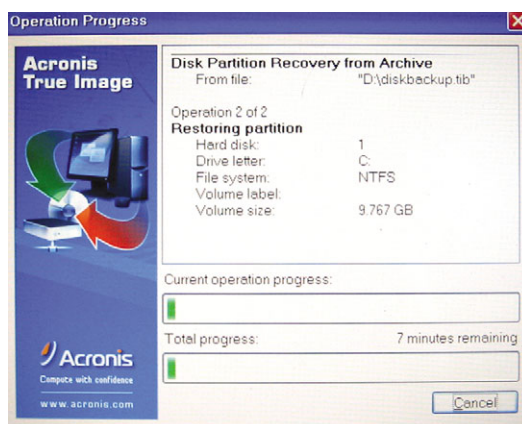 Operation Progress
Acronis
True Image
Disk Partition Recovery from Archive
From file: "D:\diskbackup.tib"
Operation 2 of 2
Restoring partition
Hard disk: 1
Drive letter: C:
File system: NTFS
Volume label:
Volume size: 9.767 GB
Current operation progress:
Total progress: 7 minutes remaining
Acronis
Compute with confidence
www.acronis.com
Cancel